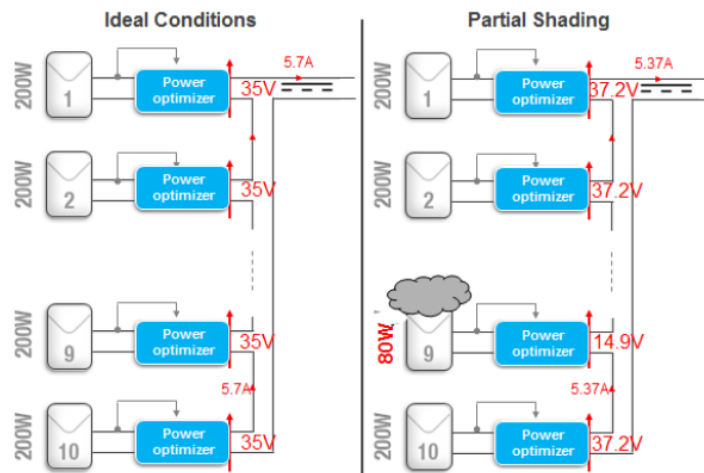 Ideal Conditions
200W
1
Power
optimizer
35V
5.7A
200W
2
Power
optimizer
35V
200W
9
Power
optimizer
35V
5.7A
200W
10
Power
optimizer
35V
Partial Shading
200W
1
Power
optimizer
37.2V
5.37A
200W
2
Power
optimizer
37.2V
80W
9
Power
optimizer
14.9V
5.37A
200W
10
Power
optimizer
37.2V